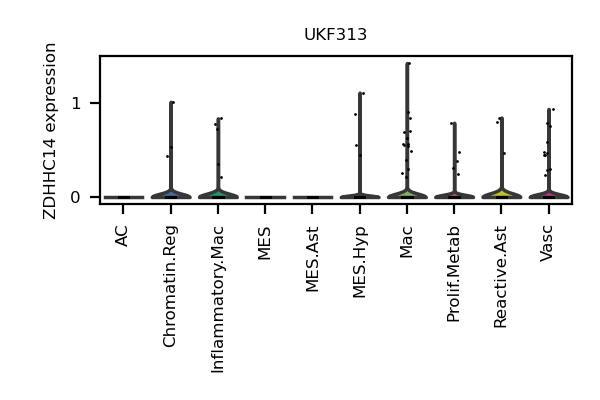 UKF313
ZDHHC14 expression
1
0
AC
Chromatin.Reg
Inflammatory.Mac
MES
MES.Ast
MES.Hyp
Mac
Prolif.Metab
Reactive.Ast
Vasc